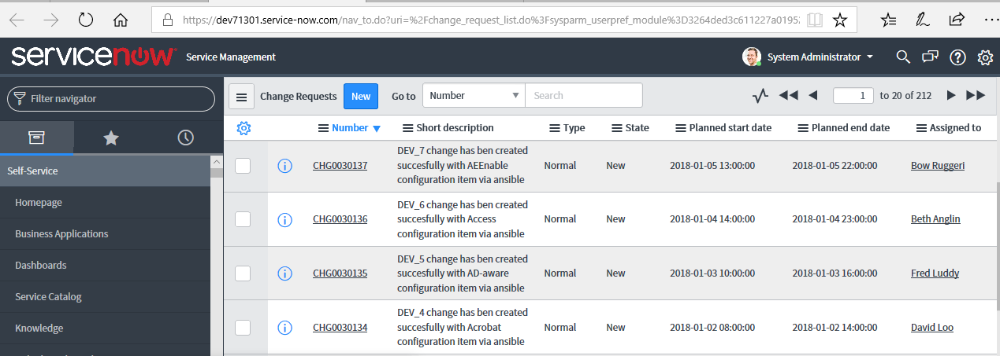 https://dev71301.service-now.com/nav_to.do?uri=%2Fchange_request_list.do%3Fsysparm_userpref_module%3D3264ded3c611227a0195
servicenow Service Management System Administrator
Filter navigator
Change Requests New Go to Number Search 1 to 20 of 212
Number Short description Type State Planned start date Planned end date Assigned to
Self-Service
Homepage
Business Applications
Dashboards
Service Catalog
Knowledge
DEV_7 change has ben created
CHG0030137 succesfully with AEEnable Normal New 2018-01-05 13:00:00 2018-01-05 22:00:00 Bow Ruggeri
configuration item via ansible
DEV_6 change has ben created
CHG0030136 succesfully with Access Normal New 2018-01-04 14:00:00 2018-01-04 23:00:00 Beth Anglin
configuration item via ansible
DEV_5 change has ben created
CHG0030135 succesfully with AD-aware Normal New 2018-01-03 10:00:00 2018-01-03 16:00:00 Fred Luddy
configuration item via ansible
DEV_4 change has ben created
CHG0030134 succesfully with Acrobat Normal New 2018-01-02 08:00:00 2018-01-02 14:00:00 David Loo
configuration item via ansible